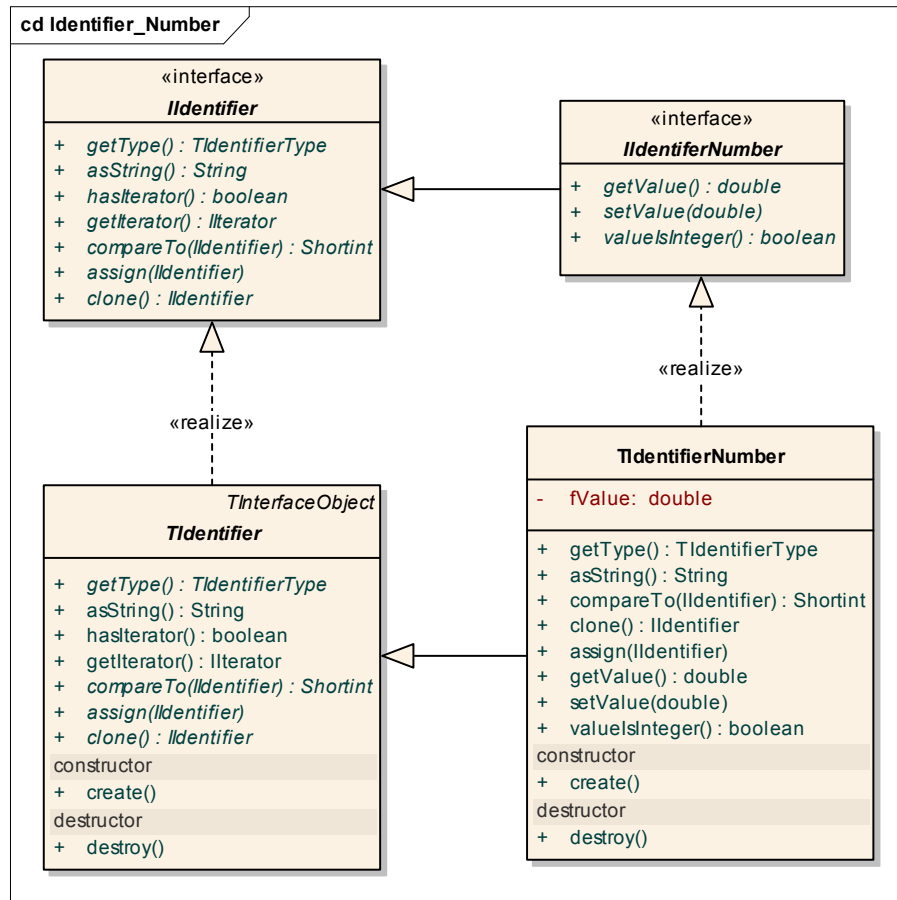 cd Identifier_Number
«interface»
IIdentifier
+ getType() : TIdentifierType
+ asString() : String
+ hasIterator() : boolean
+ getIterator() : IIterator
+ compareTo(IIdentifier) : Shortint
+ assign(IIdentifier)
+ clone() : IIdentifier
«interface»
IIdentiferNumber
+ getValue() : double
+ setValue(double)
+ valueIsInteger() : boolean
«realize»
«realize»
TInterfaceObject
TIdentifier
+ getType() : TIdentifierType
+ asString() : String
+ hasIterator() : boolean
+ getIterator() : IIterator
+ compareTo(IIdentifier) : Shortint
+ assign(IIdentifier)
+ clone() : IIdentifier
constructor
+ create()
destructor
+ destroy()
TIdentifierNumber
- fValue: double
+ getType() : TIdentifierType
+ asString() : String
+ compareTo(IIdentifier) : Shortint
+ clone() : IIdentifier
+ assign(IIdentifier)
+ getValue() : double
+ setValue(double)
+ valueIsInteger() : boolean
constructor
+ create()
destructor
+ destroy()